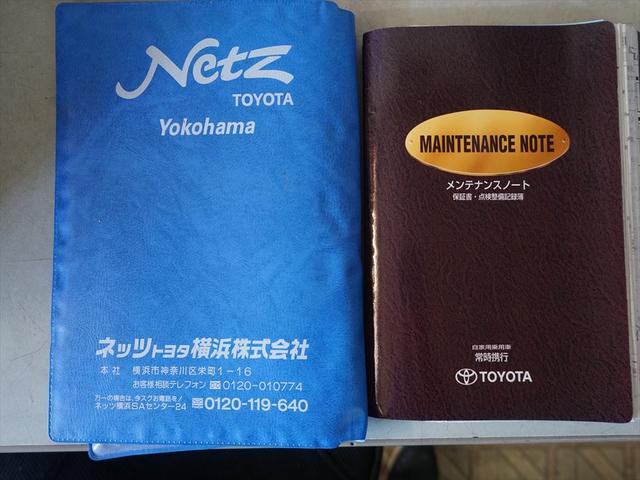 Netz
TOYOTA
Yokohama
ネッツトヨタ横浜株式会社
本社 横浜市神奈川区栄町1-16
お客様相談テレフォン 0120-010774
万一の場合は、今スグお電話を!
ネッツ横浜SAセンター24 0120-119-640
MAINTENANCE NOTE
メンテナンスノート
保証書・点検整備記録簿
自家用乗用車
常時携行
TOYOTA